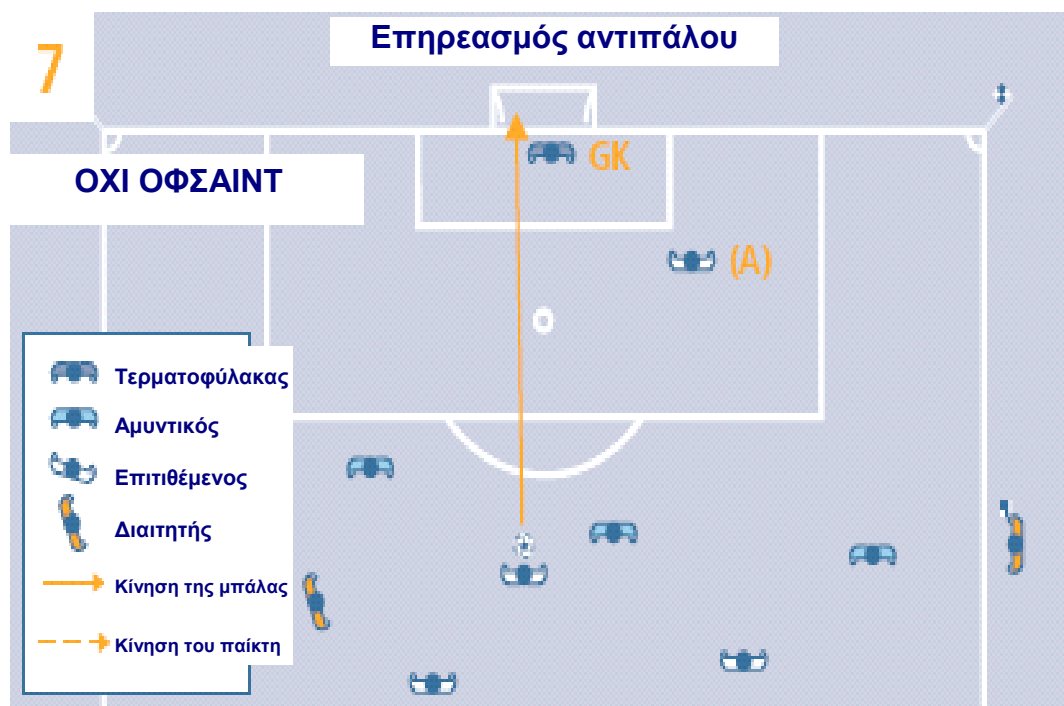 7
Επηρεασμός αντιπάλου
GK
ΟΧΙ ΟΦΣΑΙΝΤ
(A)
Τερματοφύλακας
Αμυντικός
Επιτιθέμενος
Διαιτητής
Κίνηση της μπάλας
Κίνηση του παίκτη